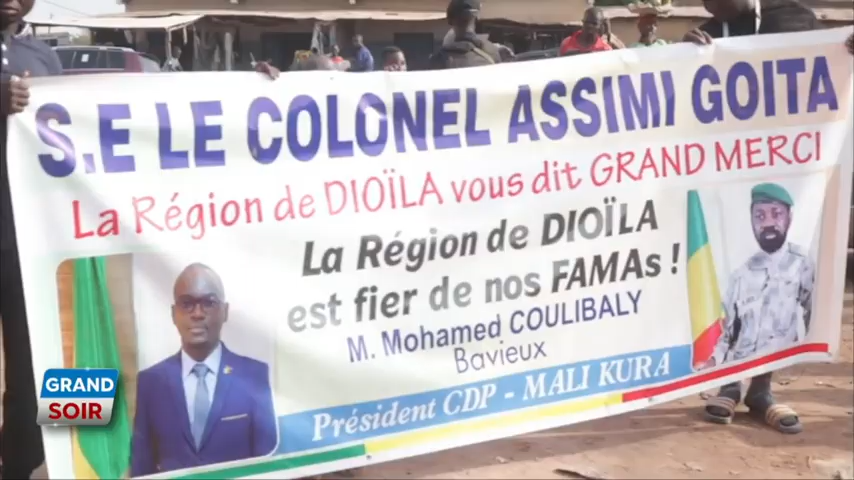 S.E LE COLONEL ASSIMI GOITA
La Région de DIOÏLA vous dit GRAND MERCI
La Région de DIOÏLA
est fier de nos FAMAs !
M. Mohamed COULIBALY
Bavieux
Président CDP - MALI KURA
GRAND
SOIR